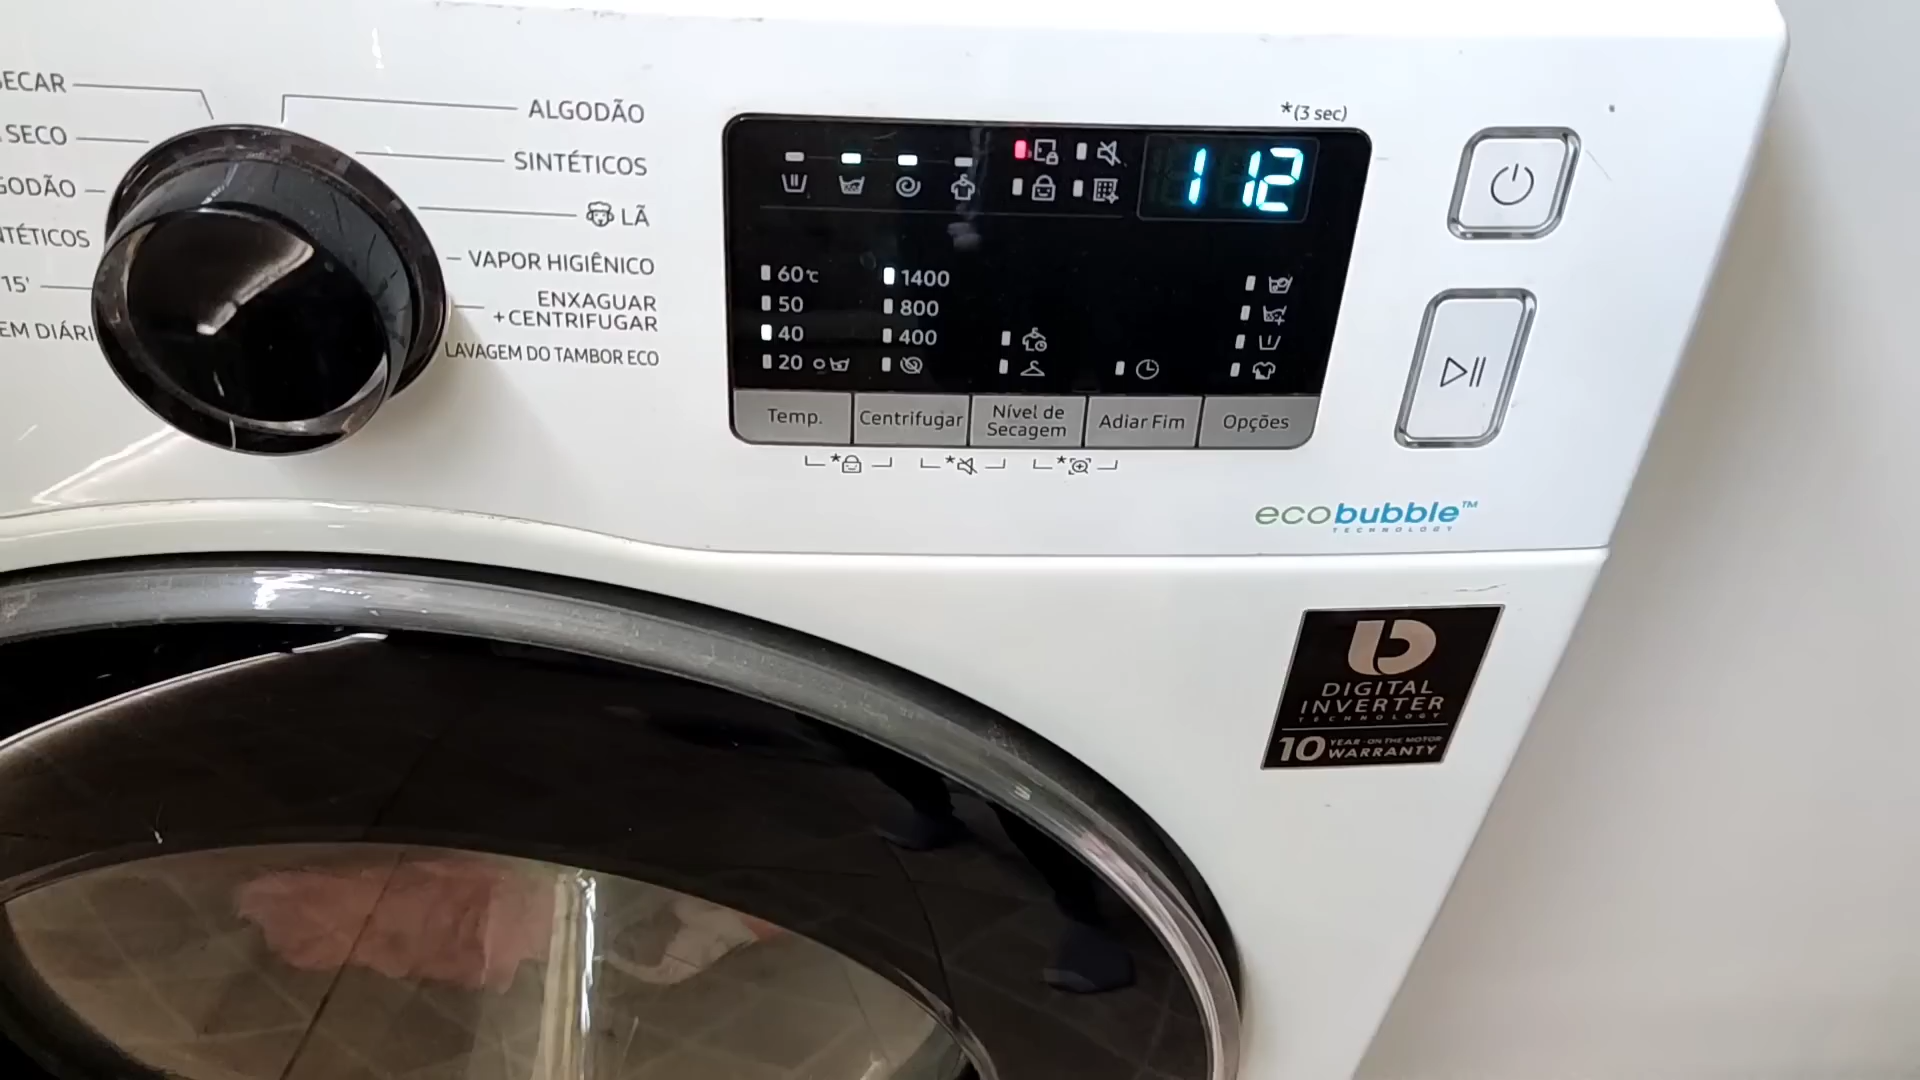 ECAR
SECO
GODÃO
NTÉTICOS
15'
EM DIÁRI
ALGODÃO
SINTÉTICOS
LÃ
VAPOR HIGIÊNICO
ENXAGUAR
+CENTRIFUGAR
LAVAGEM DO TAMBOR ECO
*(3 sec)
1 12
60℃
50
40
20
1400
800
400
Temp.
Centrifugar
Nível de
Secagem
Adiar Fim
Opções
*
*
*
ecobubble™
TECHNOLOGY
DIGITAL
INVERTER
TECHNOLOGY
10 YEAR ON THE MOTOR
WARRANTY